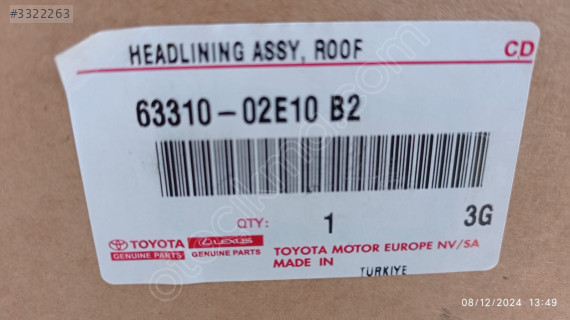 #3322263
HEADLINING ASSY, ROOF
CD
63310-02E10 B2
QTY: 1 3G
TOYOTA LEXUS
GENUINE PARTS GENUINE PARTS
TOYOTA MOTOR EUROPE NV/SA
MADE IN TURKIYE
08/12/2024 • 13:49